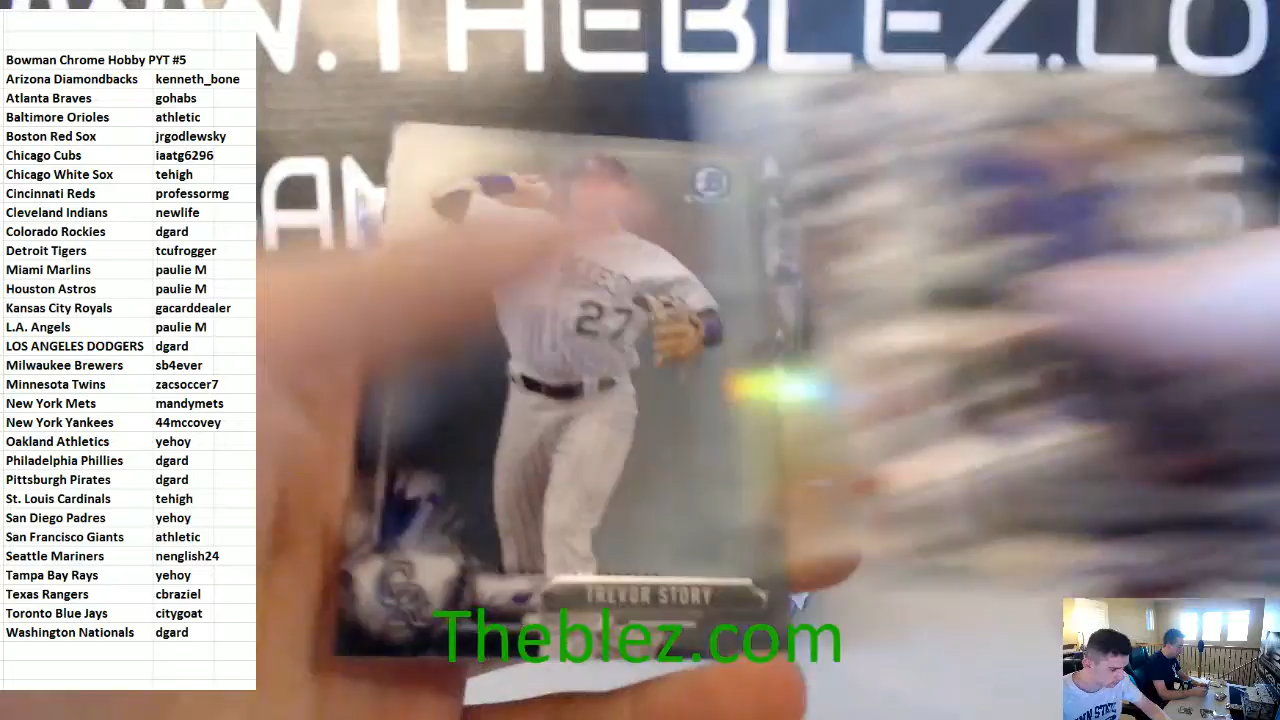 WWW.THEBLEZ.CO
AN
Bowman Chrome Hobby PYT #5
Arizona Diamondbacks kenneth_bone
Atlanta Braves gohabs
Baltimore Orioles athletic
Boston Red Sox jrgodlewsky
Chicago Cubs iaatg6296
Chicago White Sox tehigh
Cincinnati Reds professormg
Cleveland Indians newlife
Colorado Rockies dgard
Detroit Tigers tcufrogger
Miami Marlins paulie M
Houston Astros paulie M
Kansas City Royals gacarddealer
L.A. Angels paulie M
LOS ANGELES DODGERS dgard
Milwaukee Brewers sb4ever
Minnesota Twins zacsoccer7
New York Mets mandymets
New York Yankees 44mccovey
Oakland Athletics yehoy
Philadelphia Phillies dgard
Pittsburgh Pirates dgard
St. Louis Cardinals tehigh
San Diego Padres yehoy
San Francisco Giants athletic
Seattle Mariners nenglish24
Tampa Bay Rays yehoy
Texas Rangers cbraziel
Toronto Blue Jays citygoat
Washington Nationals dgard
27
TREVOR STORY
Theblez.com